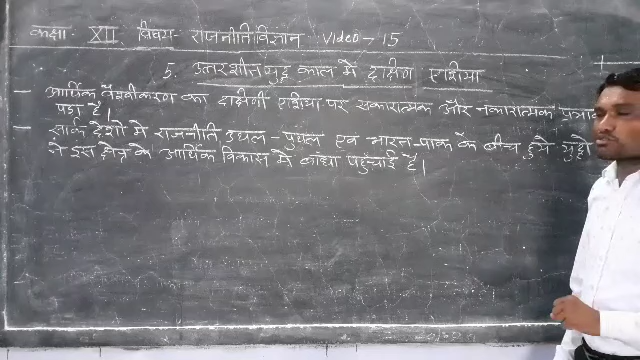 कक्षा XII विषय- राजनीतिविज्ञान Video - 15
5. उत्तरशीतयुद्ध काल में दक्षिण एशिया
— आर्थिक वैश्वीकरण का दक्षिणी एशिया पर सकारात्मक और नकारात्मक प्रभाव
पड़ा है।
— सार्क देशो मे राजनीति उथल - पुथल एवं भारत-पाक के बीच हुये युद्धो
ने इस क्षेत्र के आर्थिक विकास में बाँधा पहुँचाई हैं।